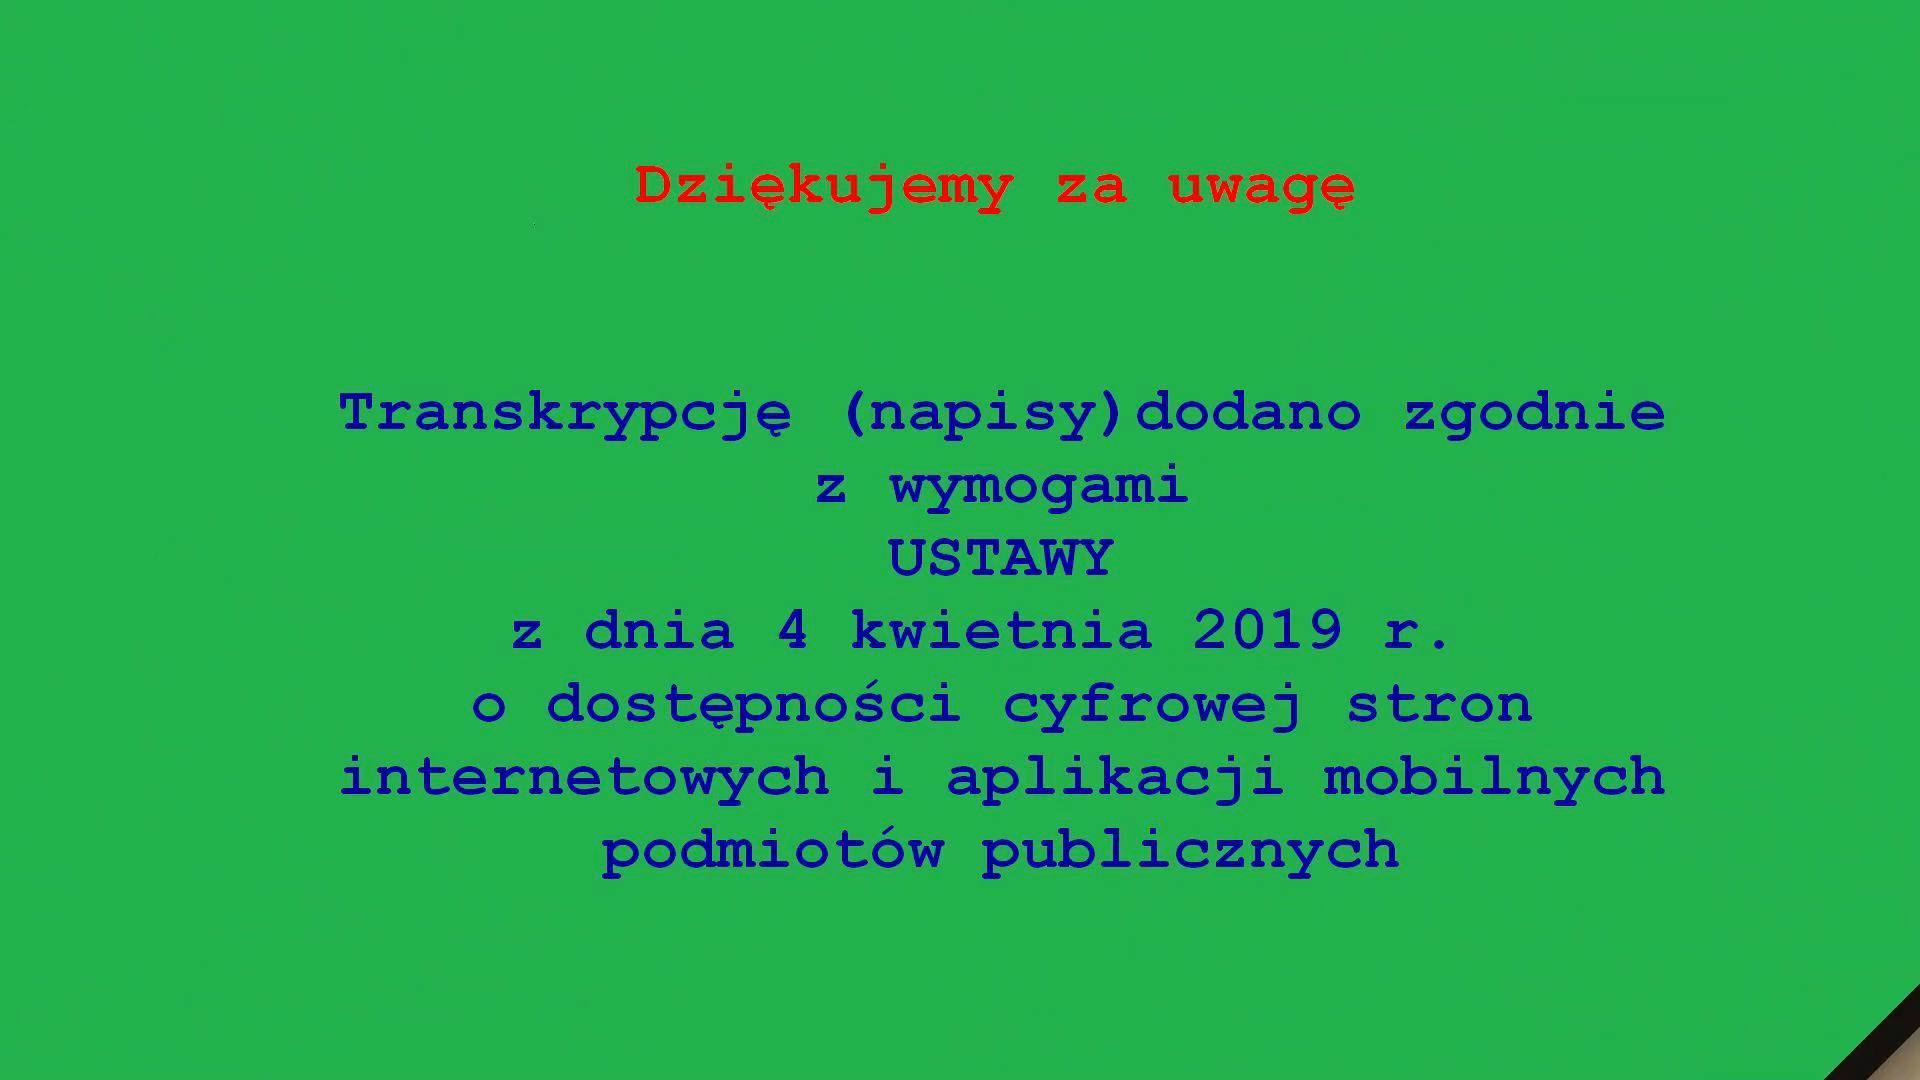 Dziękujemy za uwagę
Transkrypcję (napisy)dodano zgodnie
z wymogami
USTAWY
z dnia 4 kwietnia 2019 r.
o dostępności cyfrowej stron
internetowych i aplikacji mobilnych
podmiotów publicznych